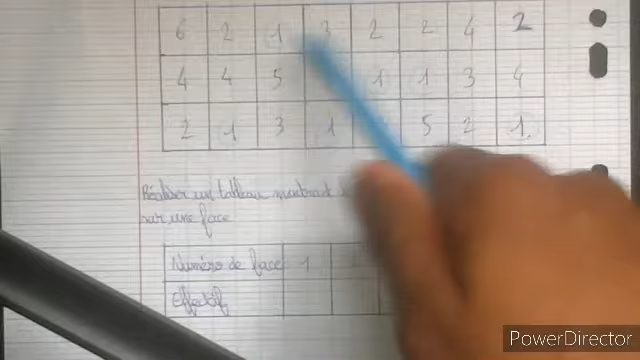 6 2 1 3 2 2 4 2
4 4 5 1 1 3 4
2 1 3 1 5 2 1
Réaliser un tableau montrant
sur une face
Numéro de face 1
Effectif
PowerDirector